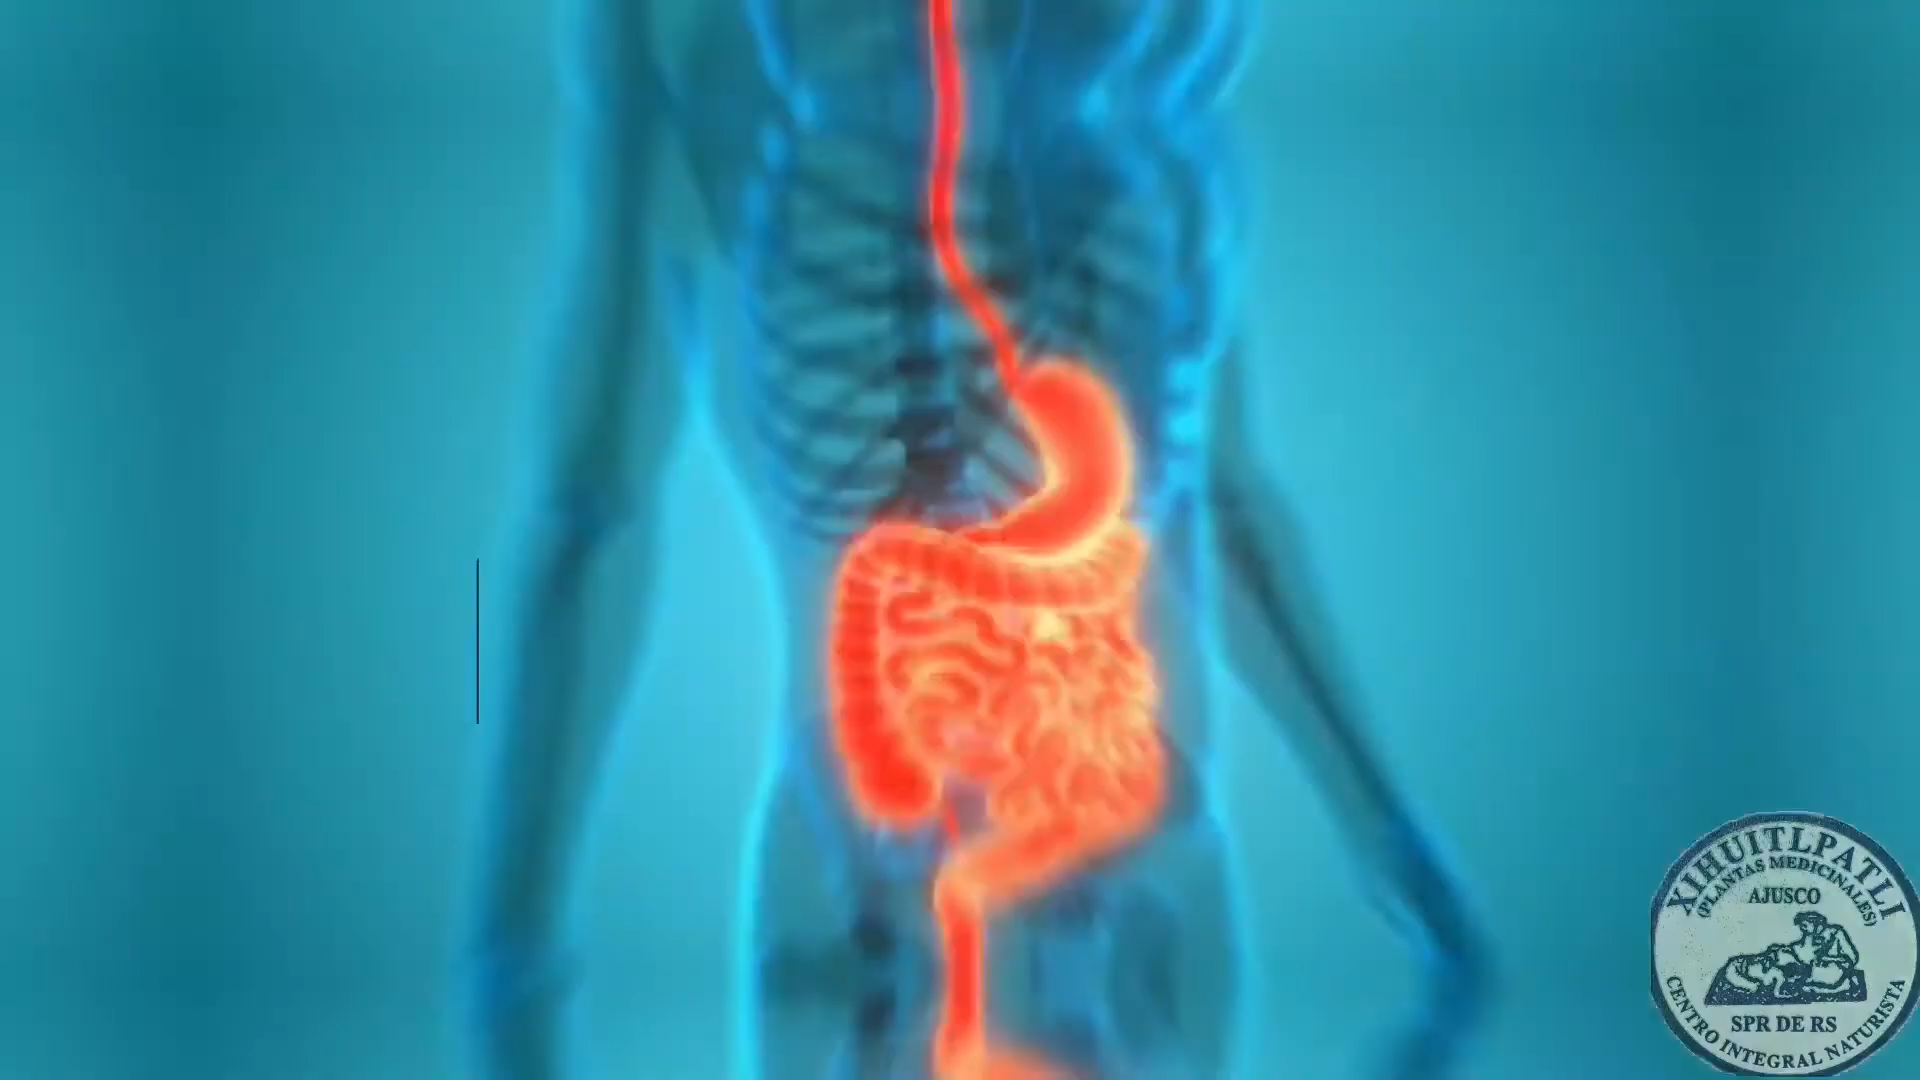 XIHUITLPATLI
(PLANTAS MEDICINALES)
AJUSCO
SPR DE RS
CENTRO INTEGRAL NATURISTA